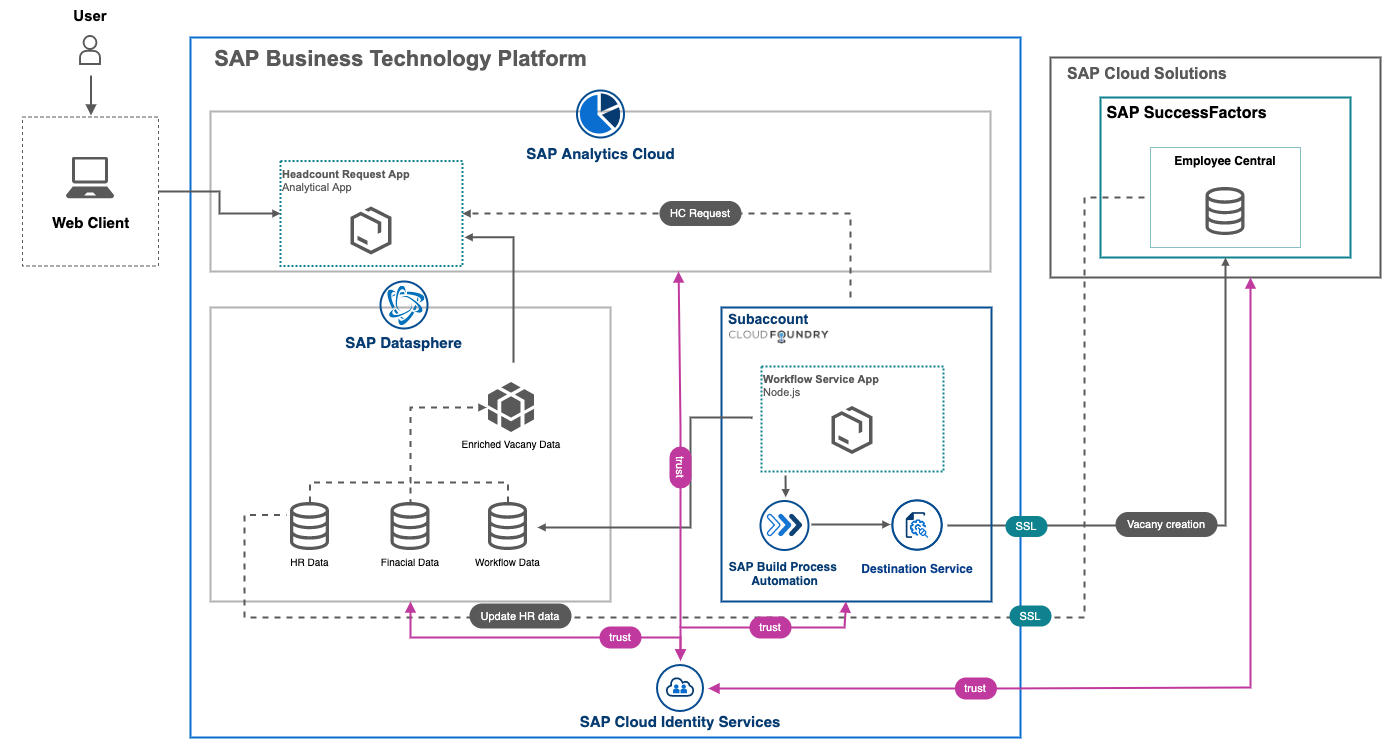 User
Web Client
SAP Business Technology Platform
SAP Analytics Cloud
Headcount Request App
Analytical App
HC Request
SAP Datasphere
Enriched Vacany Data
HR Data
Finacial Data
Workflow Data
Update HR data
Subaccount
CLOUDFOUNDRY
Workflow Service App
Node.js
SAP Build Process
Automation
Destination Service
trust
trust
trust
trust
SAP Cloud Identity Services
SSL
SSL
Vacany creation
SAP Cloud Solutions
SAP SuccessFactors
Employee Central